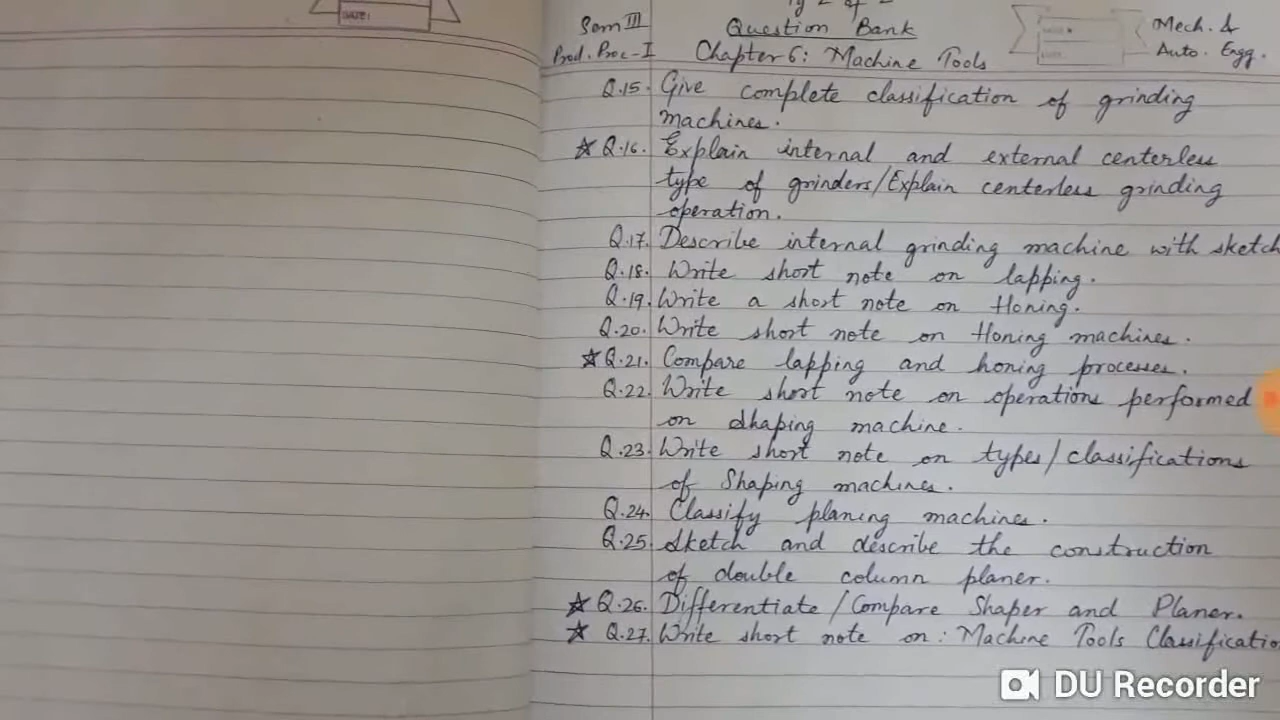 DATE:
Sem III
Question Bank
Mech. &
Prod. Proc-I
Chapter 6: Machine Tools
Auto. Engg.
Q.15. Give complete classification of grinding
machines.
☆ Q.16. Explain internal and external centerless
type of grinders/Explain centerless grinding
operation.
Q.17. Describe internal grinding machine with sketch
Q.18. Write short note on lapping.
Q.19. Write a short note on Honing.
Q.20. Write short note on Honing machines.
☆ Q.21. Compare lapping and honing processes.
Q.22. Write short note on operations performed
on shaping machine.
Q.23. Write short note on types/classifications
of Shaping machines.
Q.24. Classify planing machines.
Q.25. Sketch and describe the construction
of double column planer.
☆ Q.26. Differentiate/Compare Shaper and Planer.
☆ Q.27. Write short note on: Machine Tools Classificatio
DU Recorder